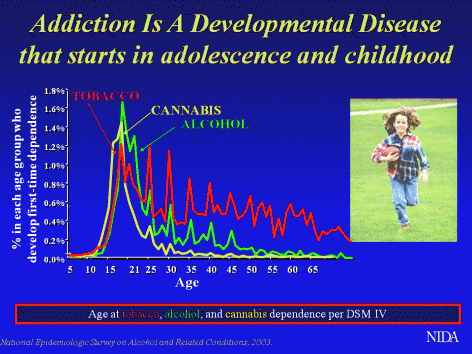 Addiction Is A Developmental Disease
that starts in adolescence and childhood
% in each age group who
develop first-time dependence
1.8%
1.6%
1.4%
1.2%
1.0%
0.8%
0.6%
0.4%
0.2%
0.0%
TOBACCO
CANNABIS
ALCOHOL
5 10 15 21 25 30 35 40 45 50 55 60 65
Age
Age at tobacco, alcohol, and cannabis dependence per DSM IV
National Epidemiologic Survey on Alcohol and Related Conditions, 2003.
NIDA